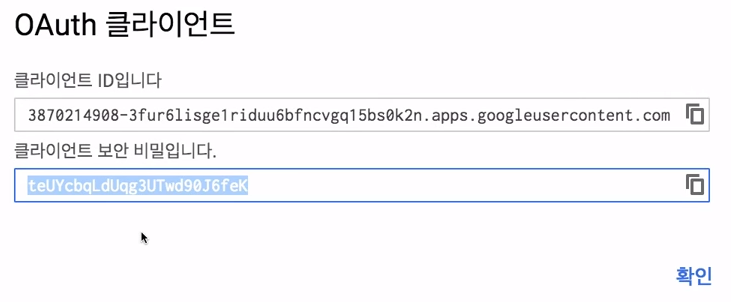 OAuth 클라이언트
클라이언트 ID입니다
3870214908-3fur6lisge1riduu6bfncvgq15bs0k2n.apps.googleusercontent.com
클라이언트 보안 비밀입니다.
teUYcbqLdUqg3UTwd90J6feK
확인